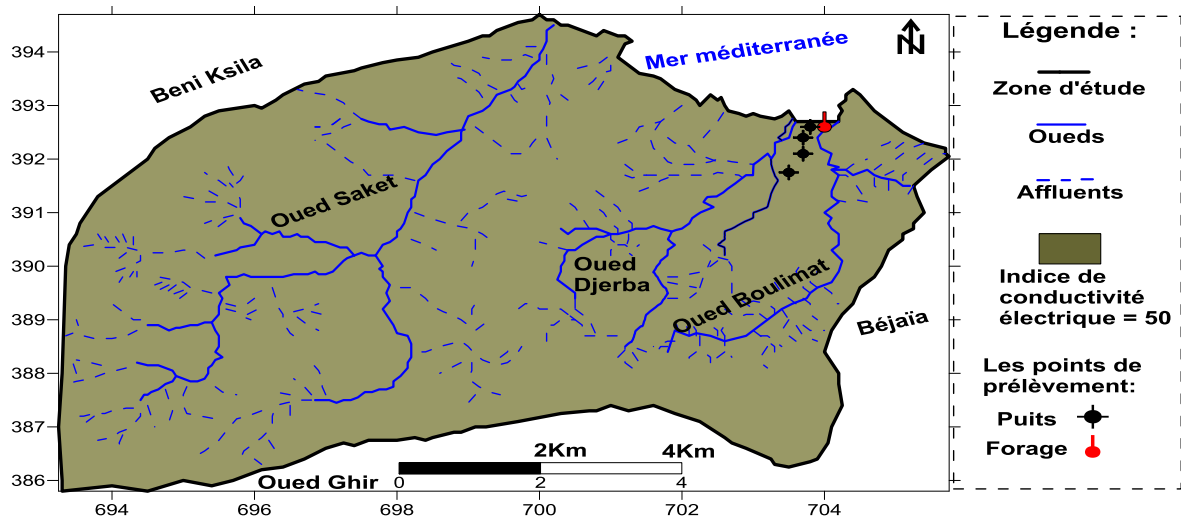 394
393
392
391
390
389
388
387
386
694
696
698
700
702
704
Beni Ksila
Mer méditerranée
N
Oued Saket
Oued
Djerba
Oued Boulimat
Béjaïa
Oued Ghir
2Km
4Km
0
2
4
Légende :
Zone d'étude
Oueds
Affluents
Indice de
conductivité
électrique = 50
Les points de
prélèvement:
Puits
Forage